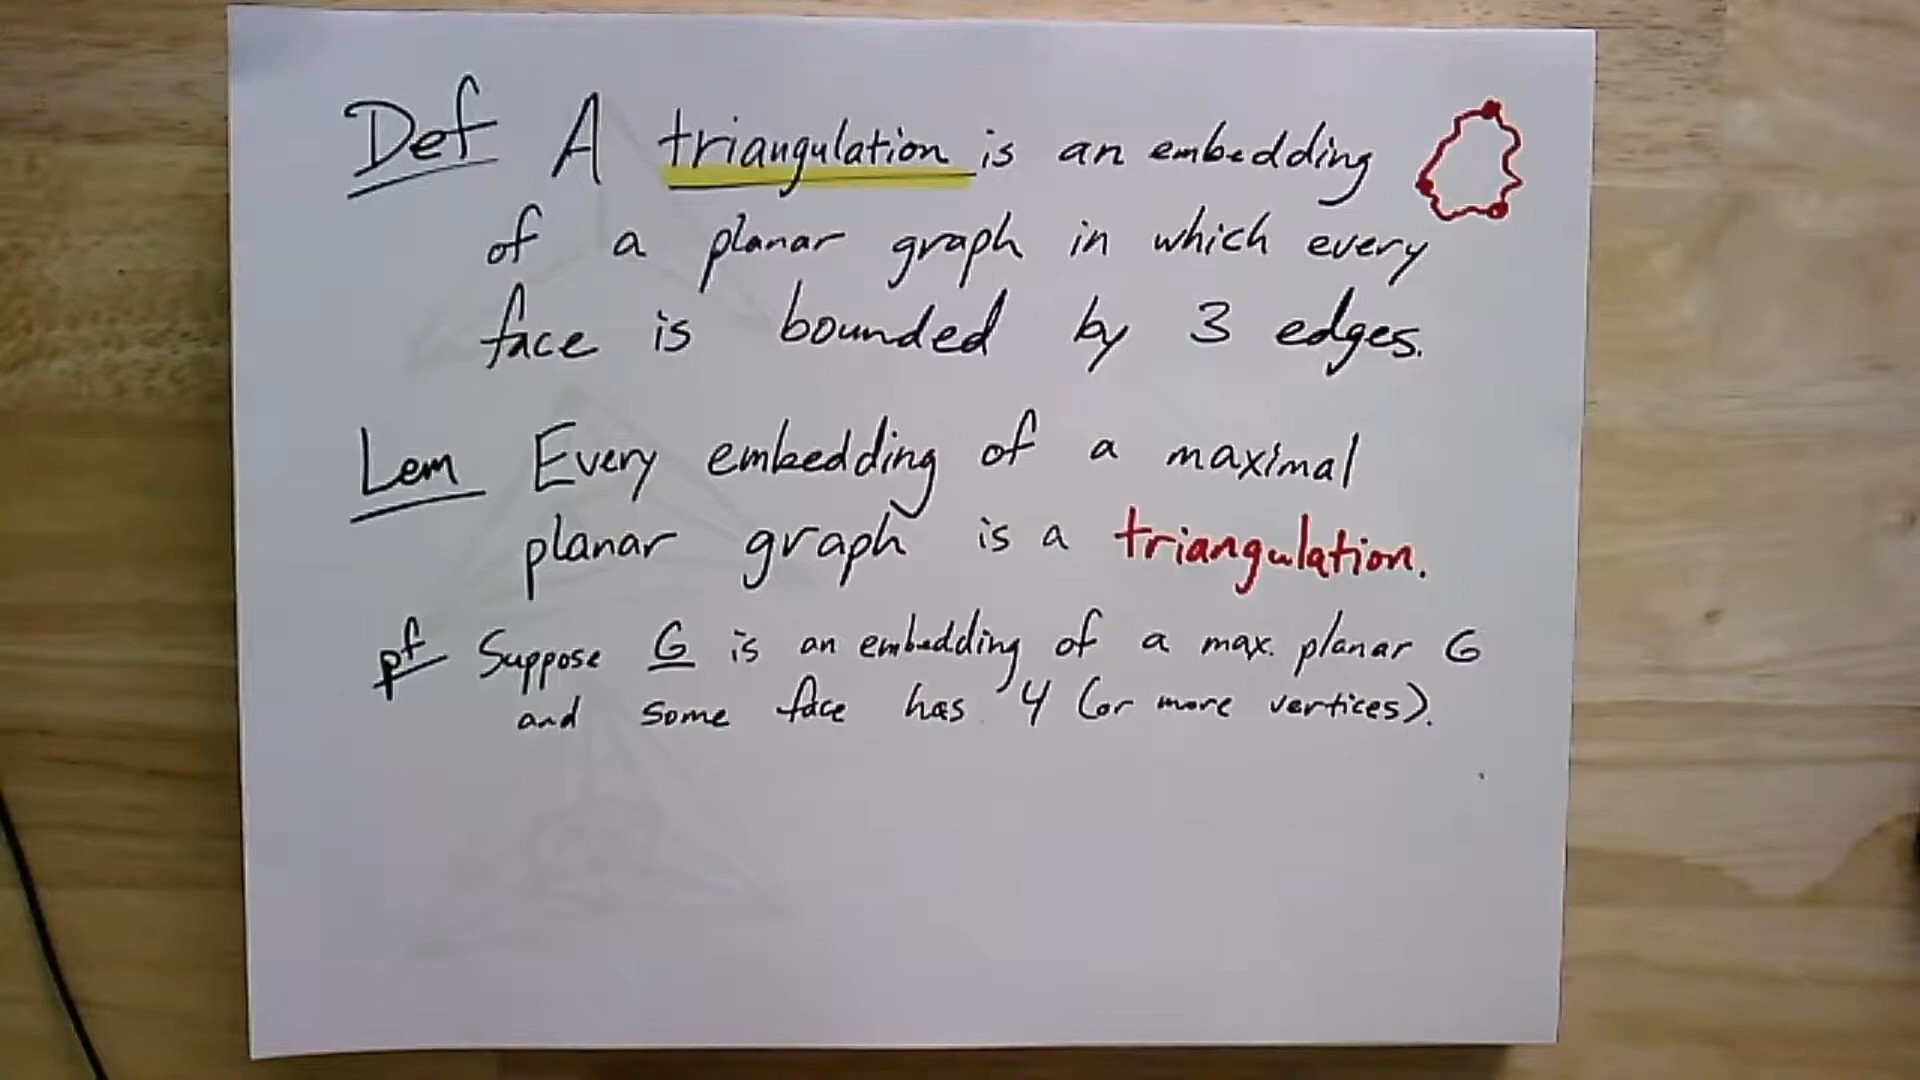 Def A triangulation is an embedding
of a planar graph in which every
face is bounded by 3 edges.
Lem Every embedding of a maximal
planar graph is a triangulation.
pf Suppose G is an embedding of a max. planar G
and some face has 4 (or more vertices).